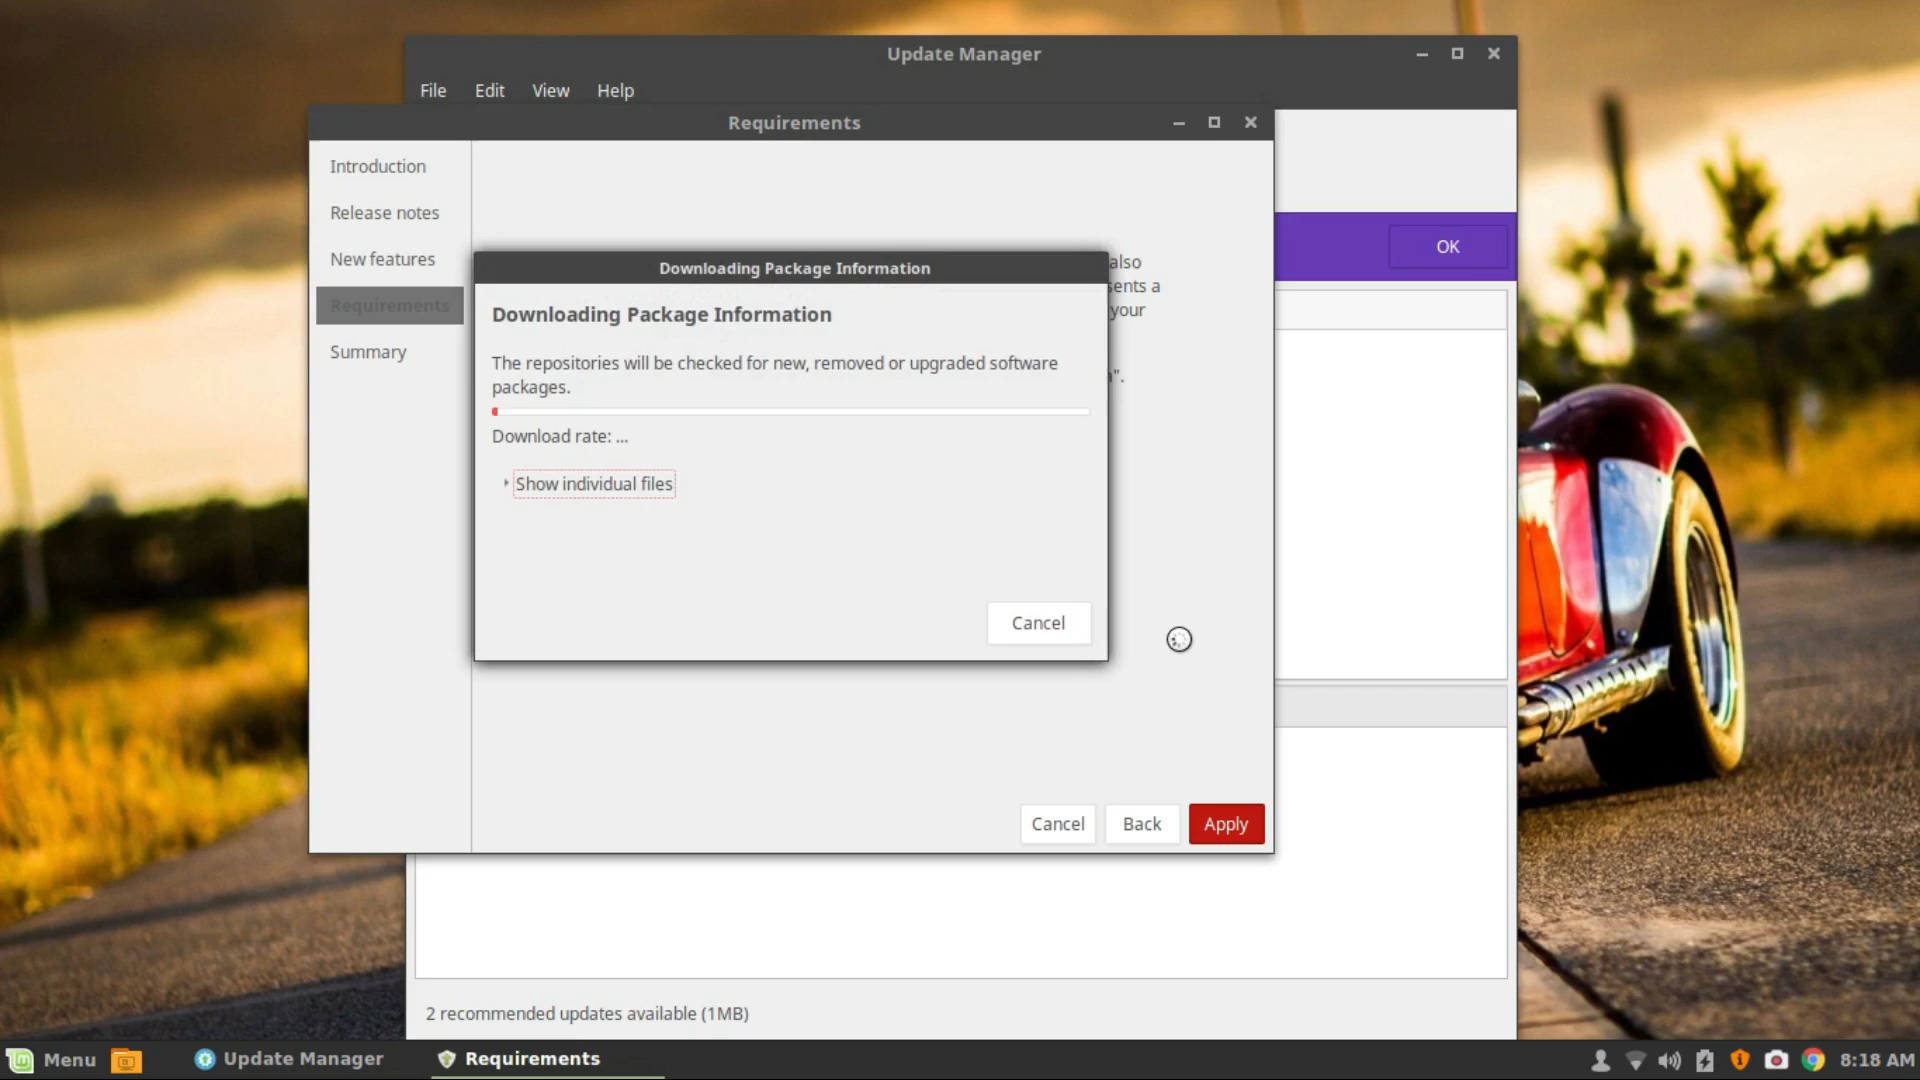 Update Manager
File Edit View Help
Requirements
Introduction
Release notes
New features
Requirements
Summary
also
sents a
your
".
OK
Downloading Package Information
Downloading Package Information
The repositories will be checked for new, removed or upgraded software
packages.
Download rate: ...
Show individual files
Cancel
Cancel Back Apply
2 recommended updates available (1MB)
Menu Update Manager Requirements 8:18 AM